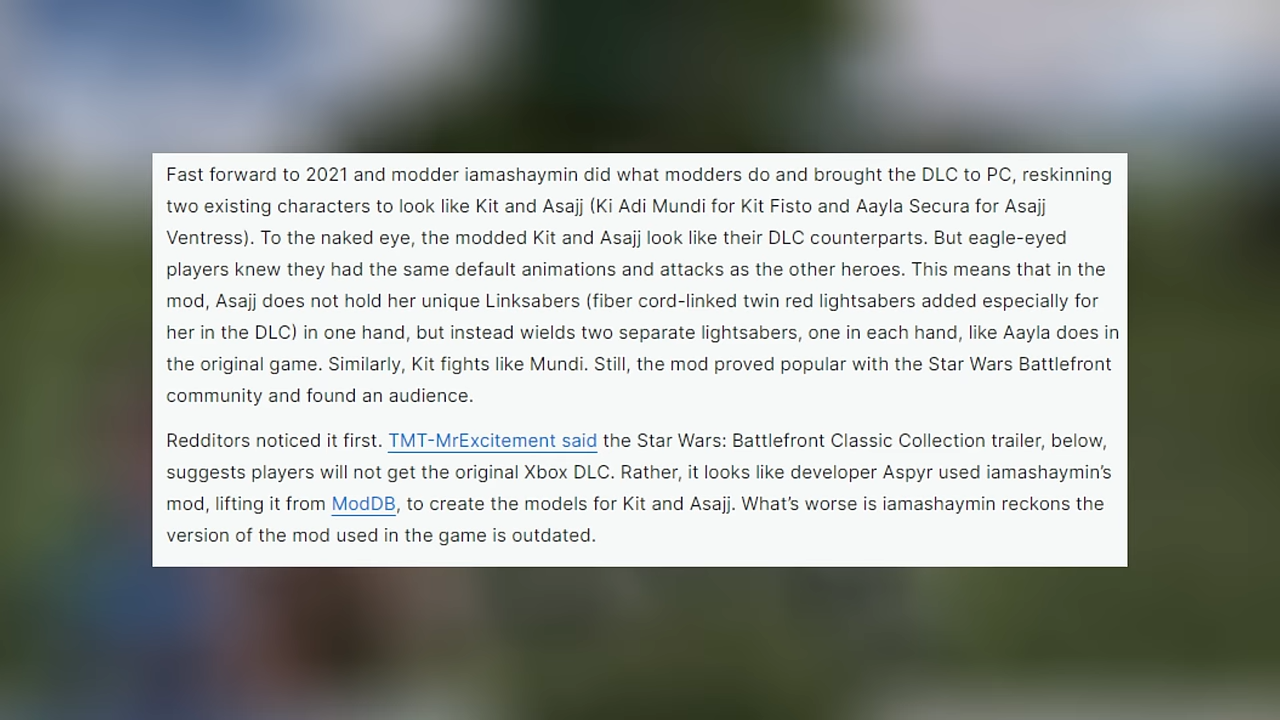 Fast forward to 2021 and modder iamashaymin did what modders do and brought the DLC to PC, reskinning
two existing characters to look like Kit and Asajj (Ki Adi Mundi for Kit Fisto and Aayla Secura for Asajj
Ventress). To the naked eye, the modded Kit and Asajj look like their DLC counterparts. But eagle-eyed
players knew they had the same default animations and attacks as the other heroes. This means that in the
mod, Asajj does not hold her unique Linksabers (fiber cord-linked twin red lightsabers added especially for
her in the DLC) in one hand, but instead wields two separate lightsabers, one in each hand, like Aayla does in
the original game. Similarly, Kit fights like Mundi. Still, the mod proved popular with the Star Wars Battlefront
community and found an audience.
Redditors noticed it first. TMT-MrExcitement said the Star Wars: Battlefront Classic Collection trailer, below,
suggests players will not get the original Xbox DLC. Rather, it looks like developer Aspyr used iamashaymin’s
mod, lifting it from ModDB, to create the models for Kit and Asajj. What’s worse is iamashaymin reckons the
version of the mod used in the game is outdated.